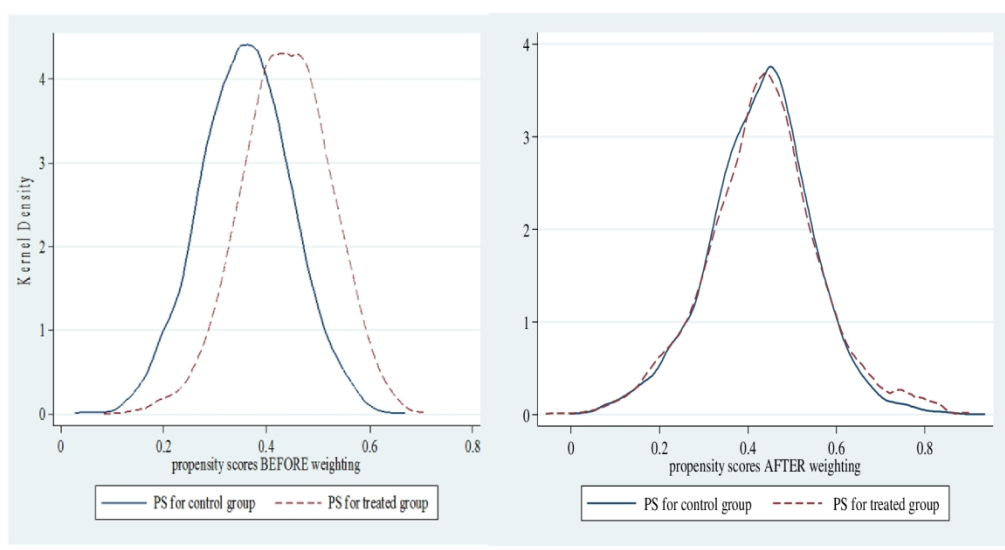 Kernel Density
4
3
2
1
0
0 0.2 0.4 0.6 0.8
propensity scores BEFORE weighting
PS for control group PS for treated group
4
3
2
1
0
0 0.2 0.4 0.6 0.8
propensity scores AFTER weighting
PS for control group PS for treated group